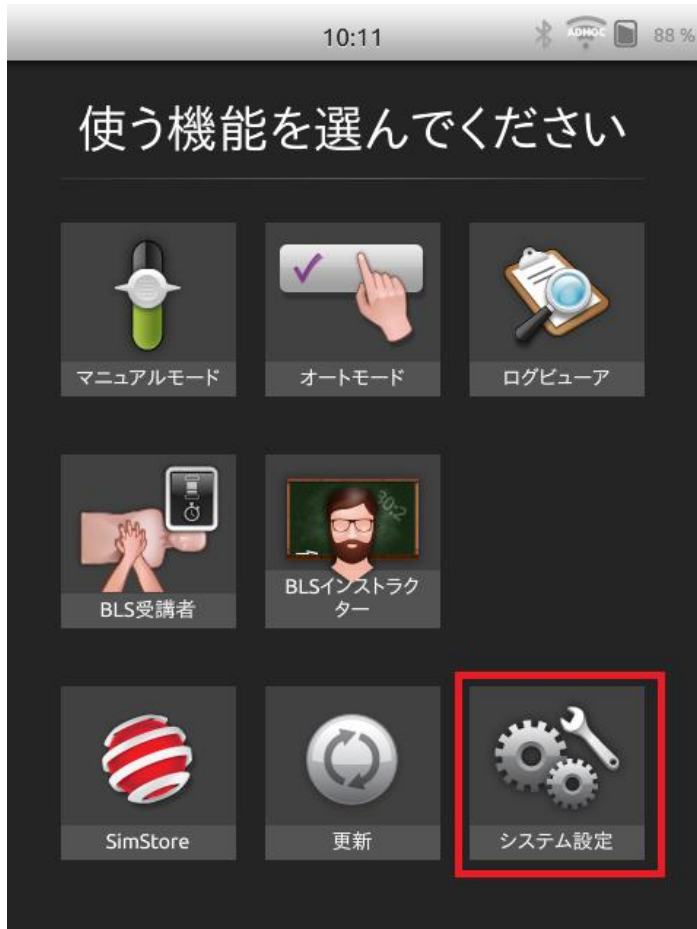 10:11
ADHOC
88 %
使う機能を選んでください
マニュアルモード
オートモード
ログビューア
30:2
BLS受講者
BLSインストラク
ター
SimStore
更新
システム設定